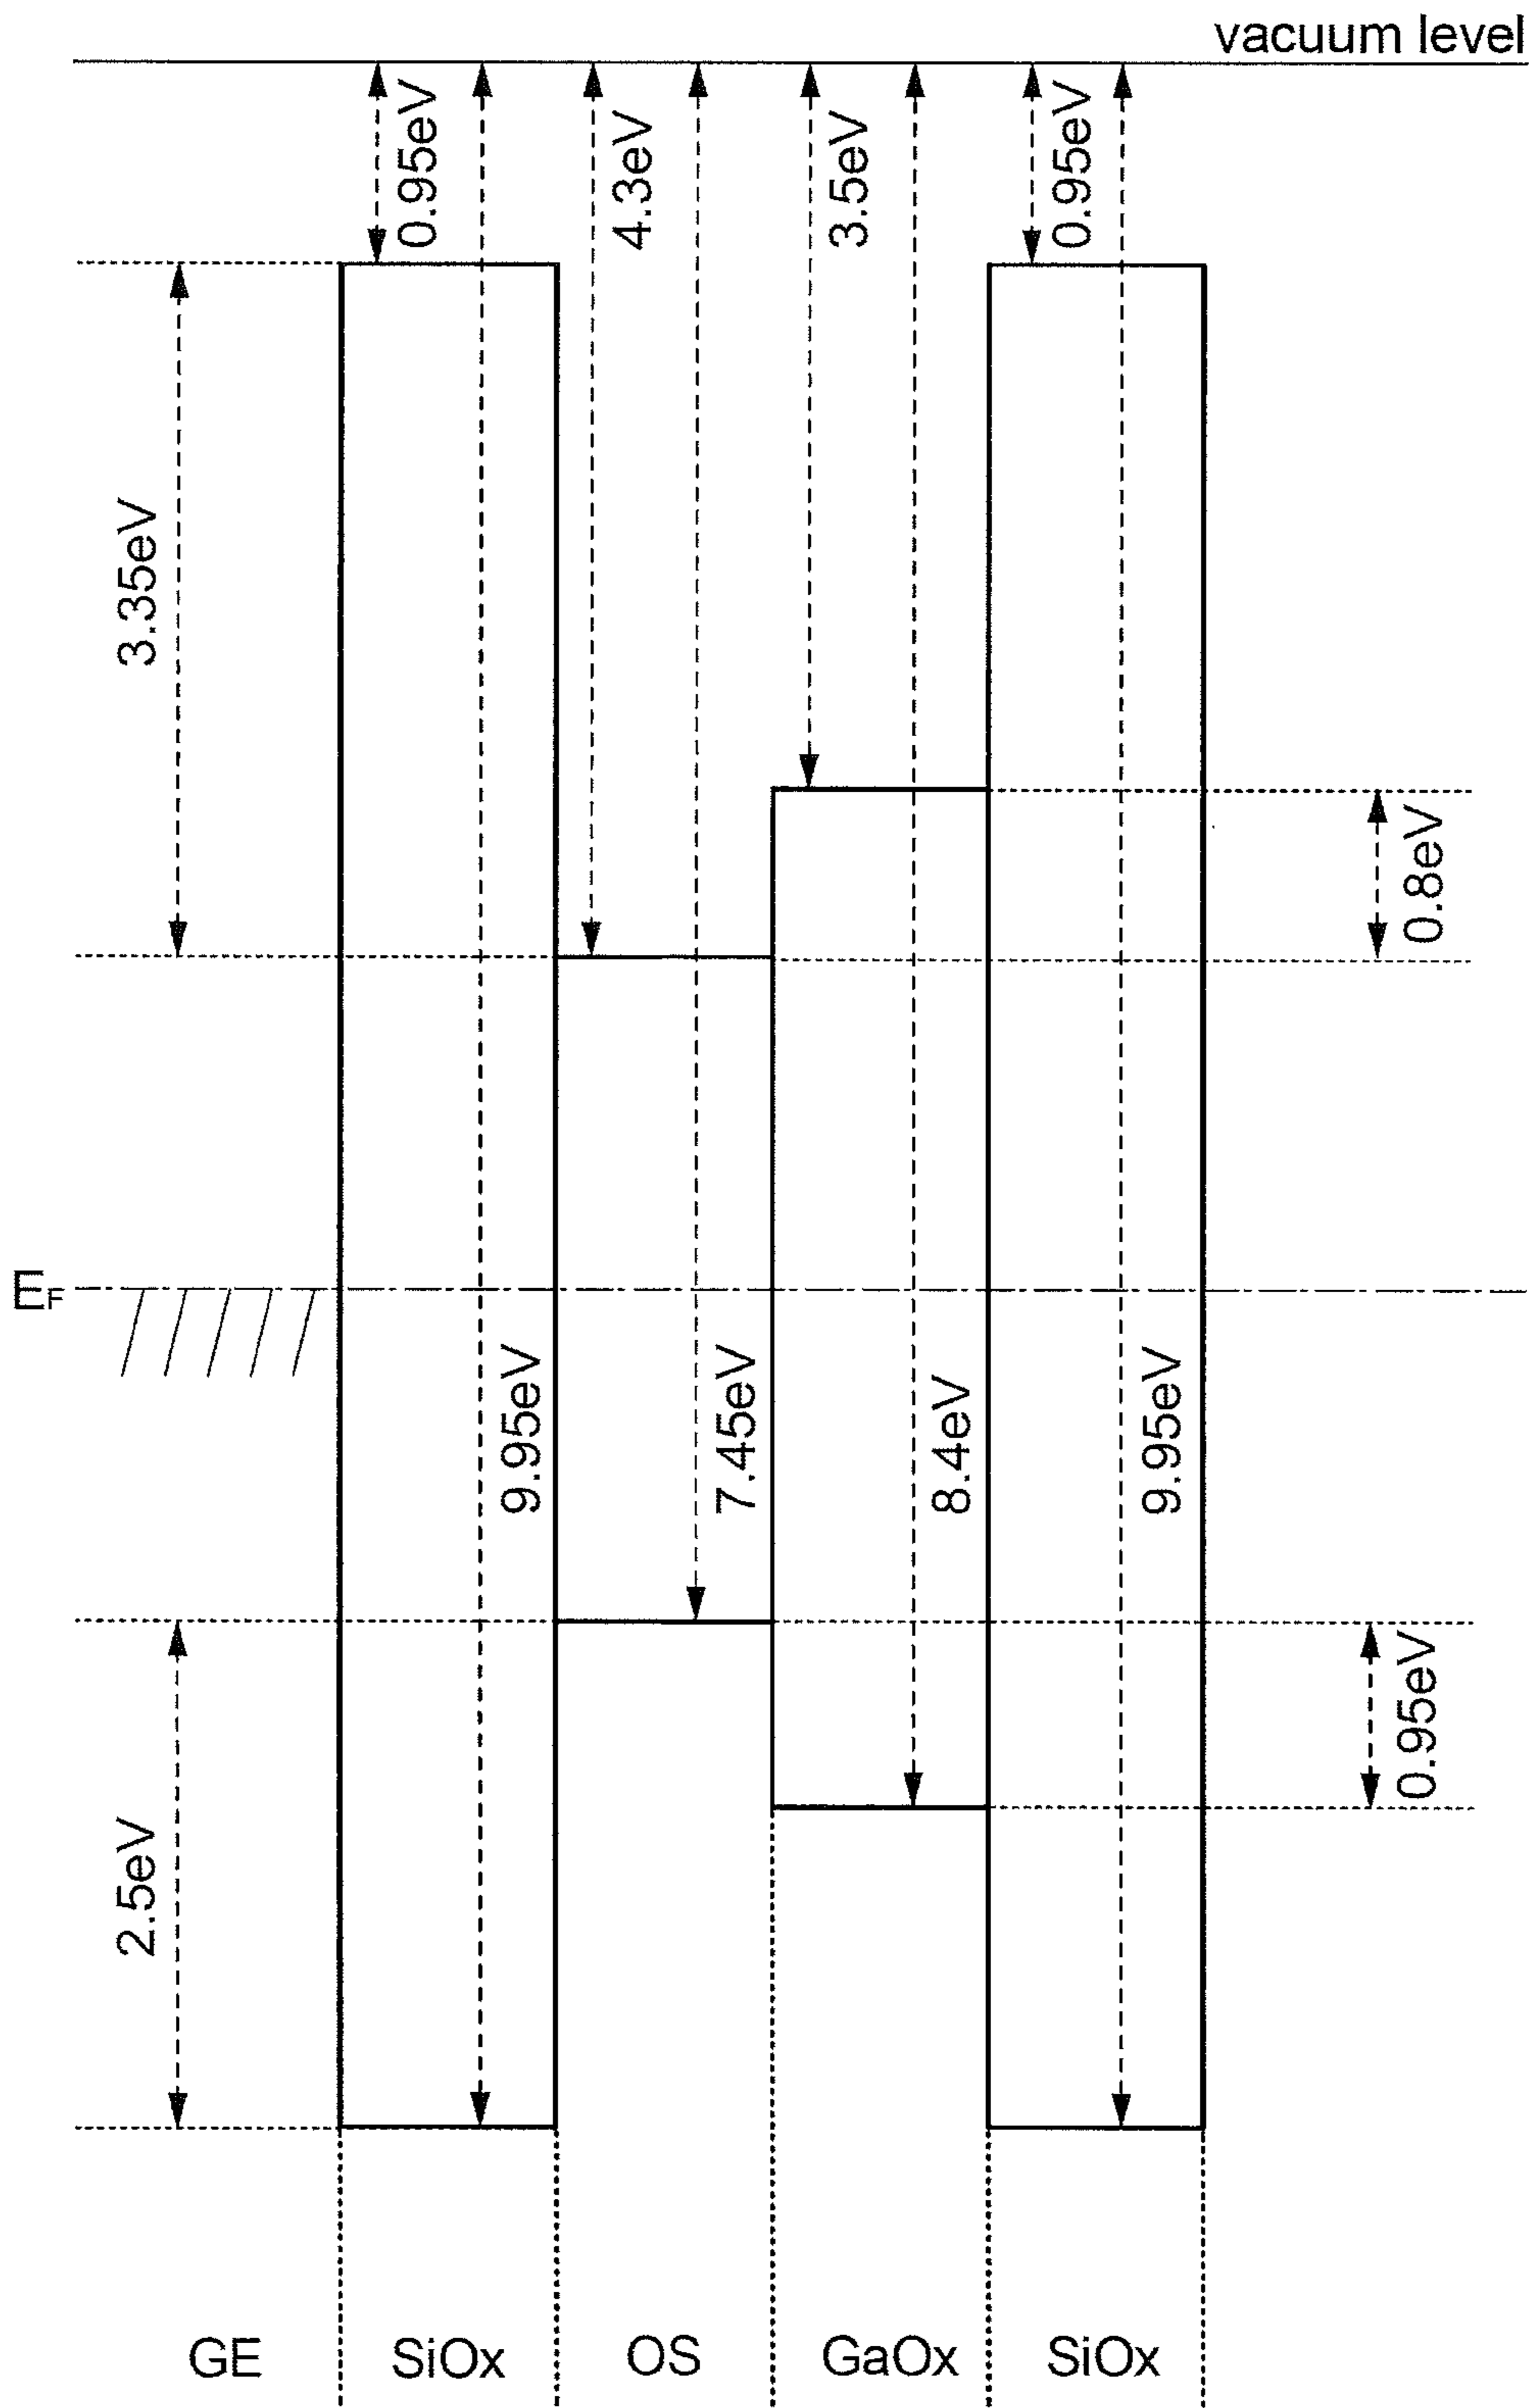 vacuum level
0.95eV
4.3eV
3.5eV
0.95eV
3.35eV
0.8eV
EF
9.95eV
7.45eV
8.4eV
9.95eV
2.5eV
0.95eV
GE SiOx OS GaOx SiOx